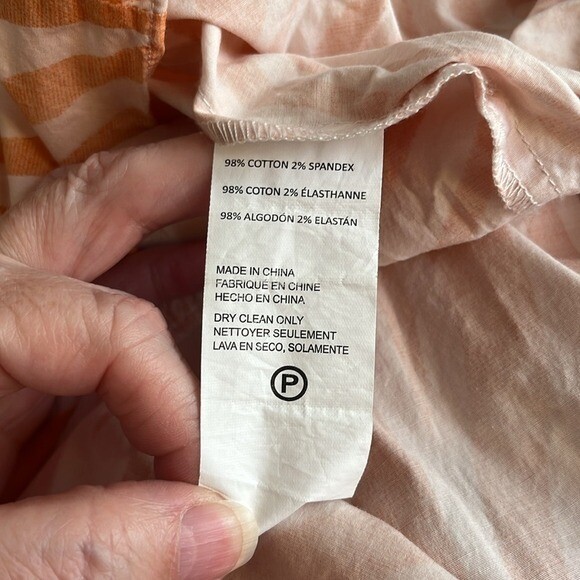 98% COTTON 2% SPANDEX
98% COTON 2% ÉLASTHANNE
98% ALGODÓN 2% ELASTÁN
MADE IN CHINA
FABRIQUÉ EN CHINE
HECHO EN CHINA
DRY CLEAN ONLY
NETTOYER SEULEMENT
LAVA EN SECO, SOLAMENTE
P